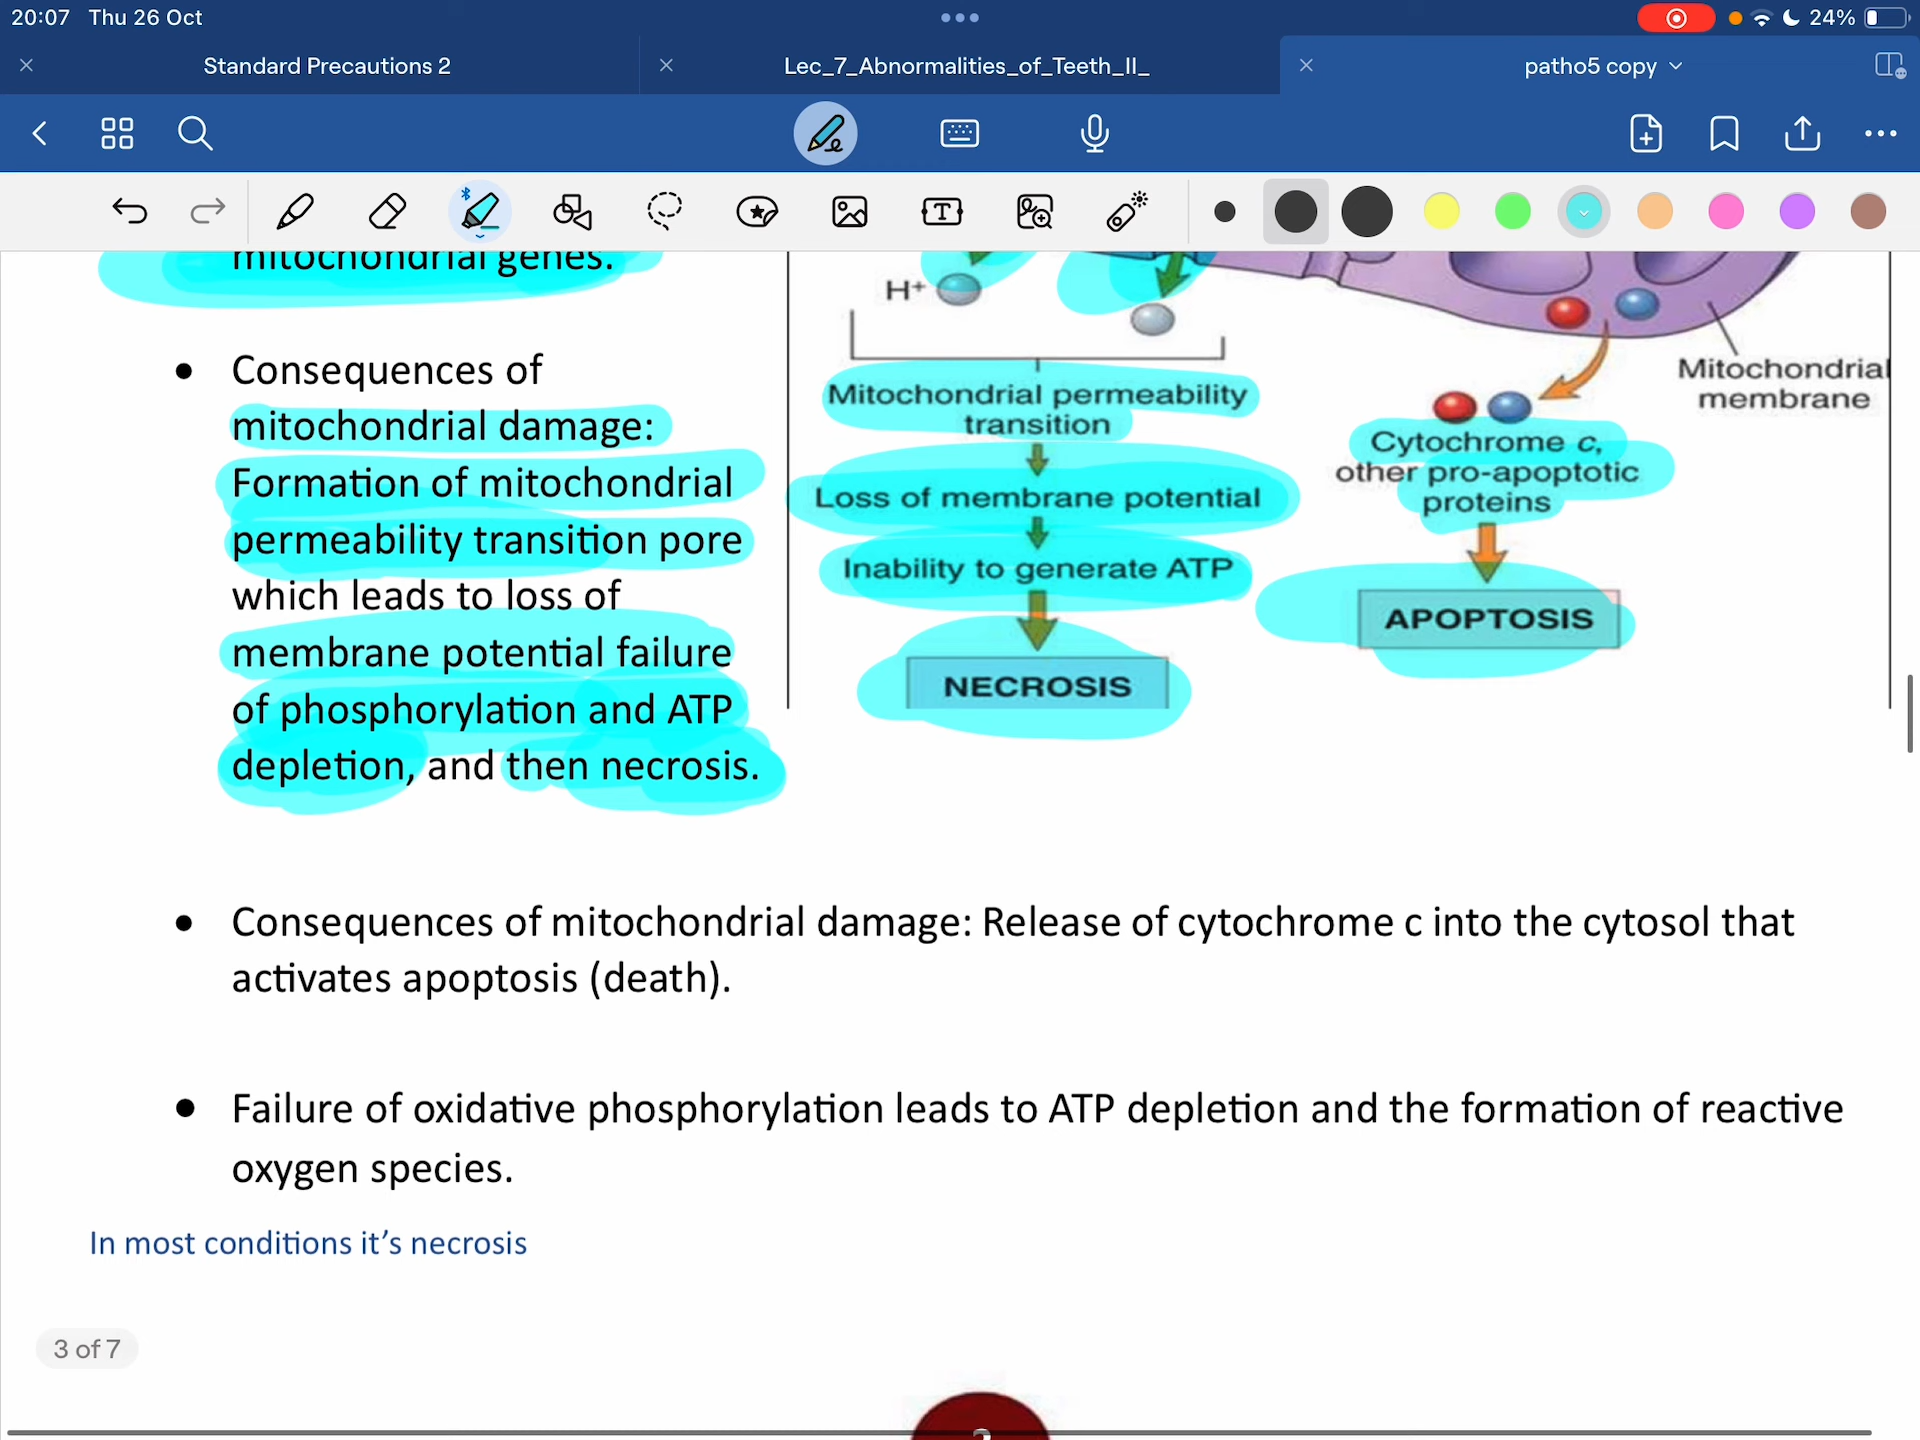 20:07 Thu 26 Oct
24%
Standard Precautions 2
Lec_7_Abnormalities_of_Teeth_II_
patho5 copy
mitochondrial genes.
Consequences of
mitochondrial damage:
Formation of mitochondrial
permeability transition pore
which leads to loss of
membrane potential failure
of phosphorylation and ATP
depletion, and then necrosis.
H+
Mitochondrial permeability
transition
Loss of membrane potential
Inability to generate ATP
NECROSIS
Mitochondrial
membrane
Cytochrome c,
other pro-apoptotic
proteins
APOPTOSIS
Consequences of mitochondrial damage: Release of cytochrome c into the cytosol that
activates apoptosis (death).
Failure of oxidative phosphorylation leads to ATP depletion and the formation of reactive
oxygen species.
In most conditions it’s necrosis
3 of 7